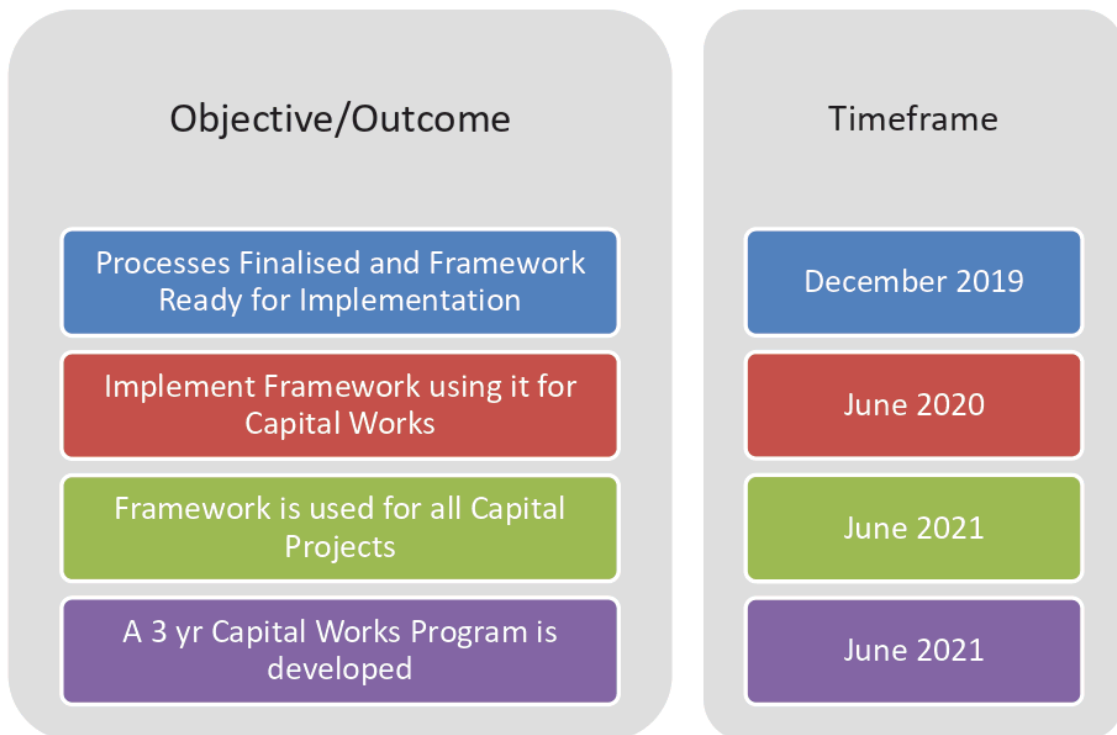 Objective/Outcome
Timeframe
Processes Finalised and Framework
Ready for Implementation
December 2019
Implement Framework using it for
Capital Works
June 2020
Framework is used for all Capital
Projects
June 2021
A 3 yr Capital Works Program is
developed
June 2021